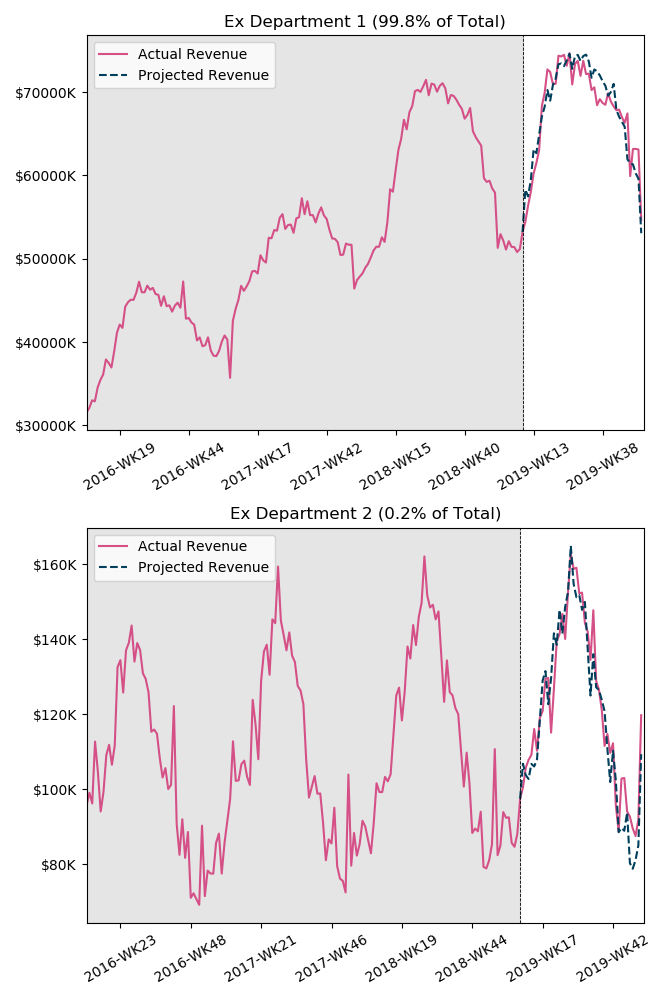 Ex Department 1 (99.8% of Total)
Actual Revenue
Projected Revenue
$70000K
$60000K
$50000K
$40000K
$30000K
2016-WK19
2016-WK44
2017-WK17
2017-WK42
2018-WK15
2018-WK40
2019-WK13
2019-WK38
Ex Department 2 (0.2% of Total)
Actual Revenue
Projected Revenue
$160K
$140K
$120K
$100K
$80K
2016-WK23
2016-WK48
2017-WK21
2017-WK46
2018-WK19
2018-WK44
2019-WK17
2019-WK42